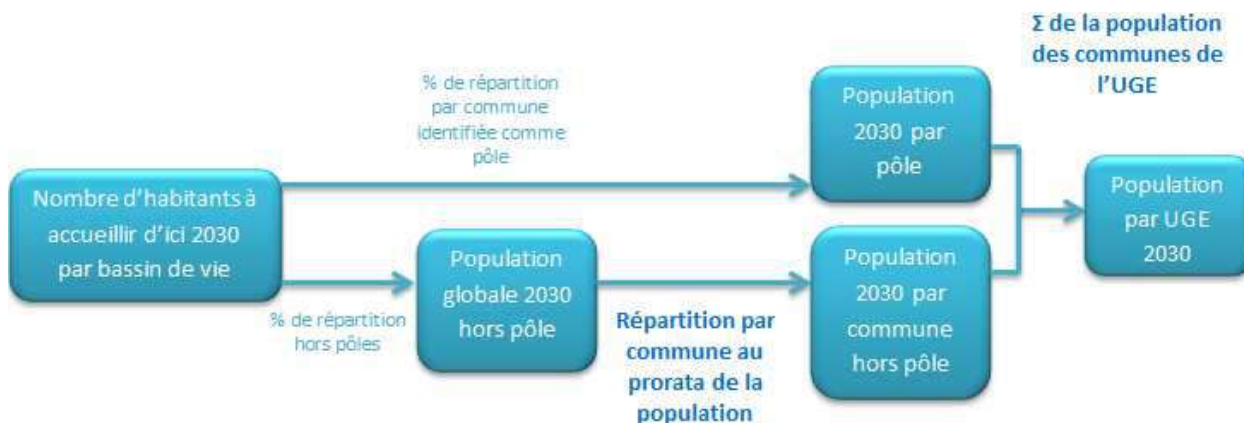 Nombre d'habitants à
accueillir d'ici 2030
par bassin de vie
% de répartition
par commune
identifiée comme
pôle
% de répartition
hors pôles
Population
globale 2030
hors pôle
Répartition par
commune au
prorata de la
population
Population
2030 par
pôle
Population
2030 par
commune
hors pôle
Σ de la population
des communes de
l'UGE
Population
par UGE
2030